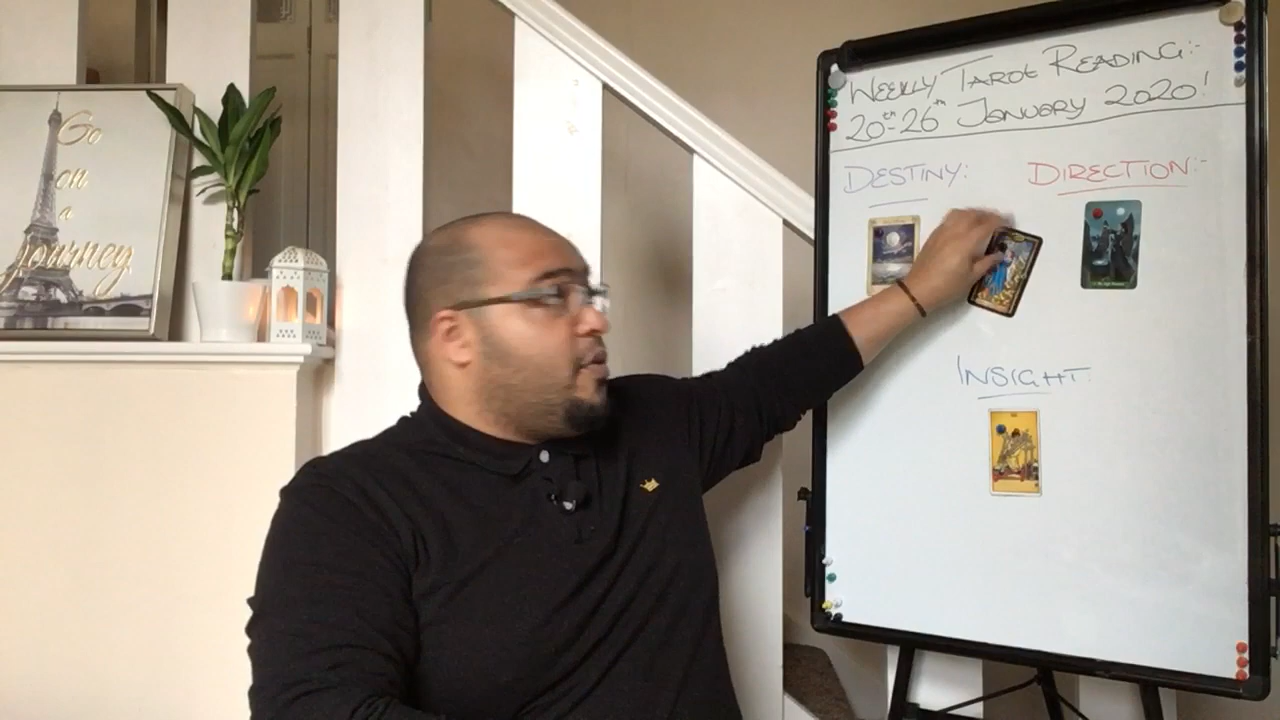 Go
on
a
journey
WEEKLY TAROT READING:-
20th-26th JANUARY 2020!
DESTINY:
DIRECTION:-
INSIGHT: